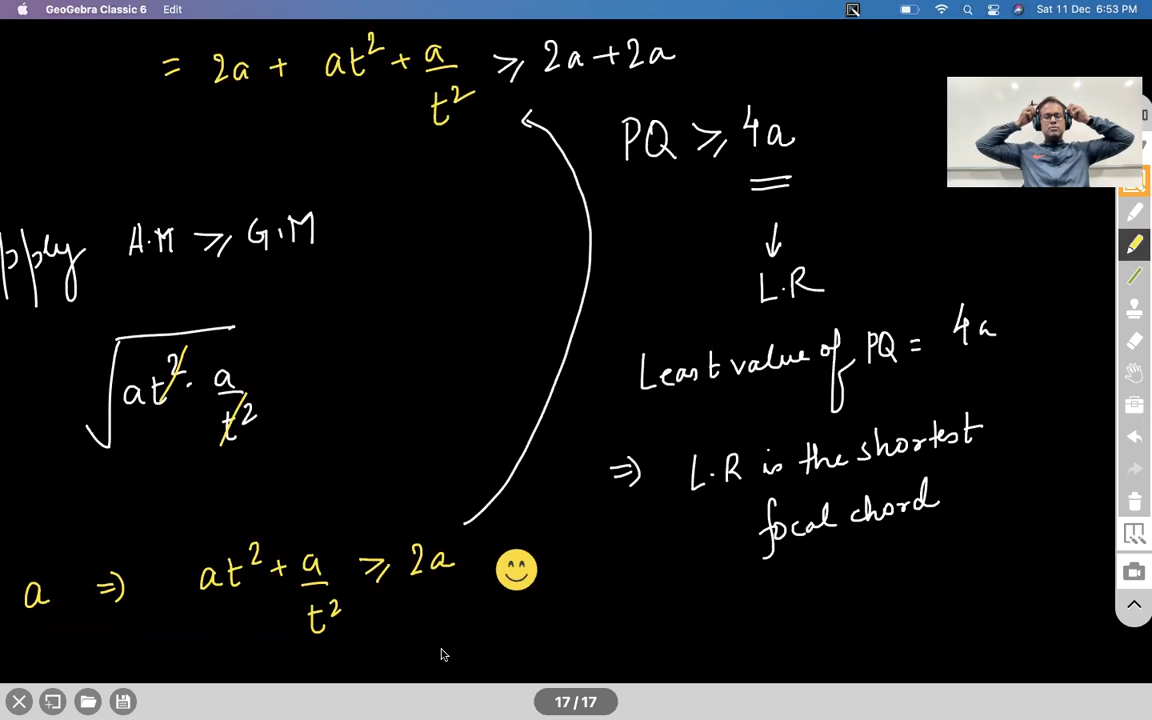 GeoGebra Classic 6 Edit Sat 11 Dec 6:53 PM
= 2a + at² + a/t² ⩾ 2a + 2a
PQ ⩾ 4a
↓
L.R
pply A.M ⩾ G.M
√(at² · a/t²)
Least value of PQ = 4a
⇒ L.R is the shortest
focal chord
a ⇒ at² + a/t² ⩾ 2a
17/17